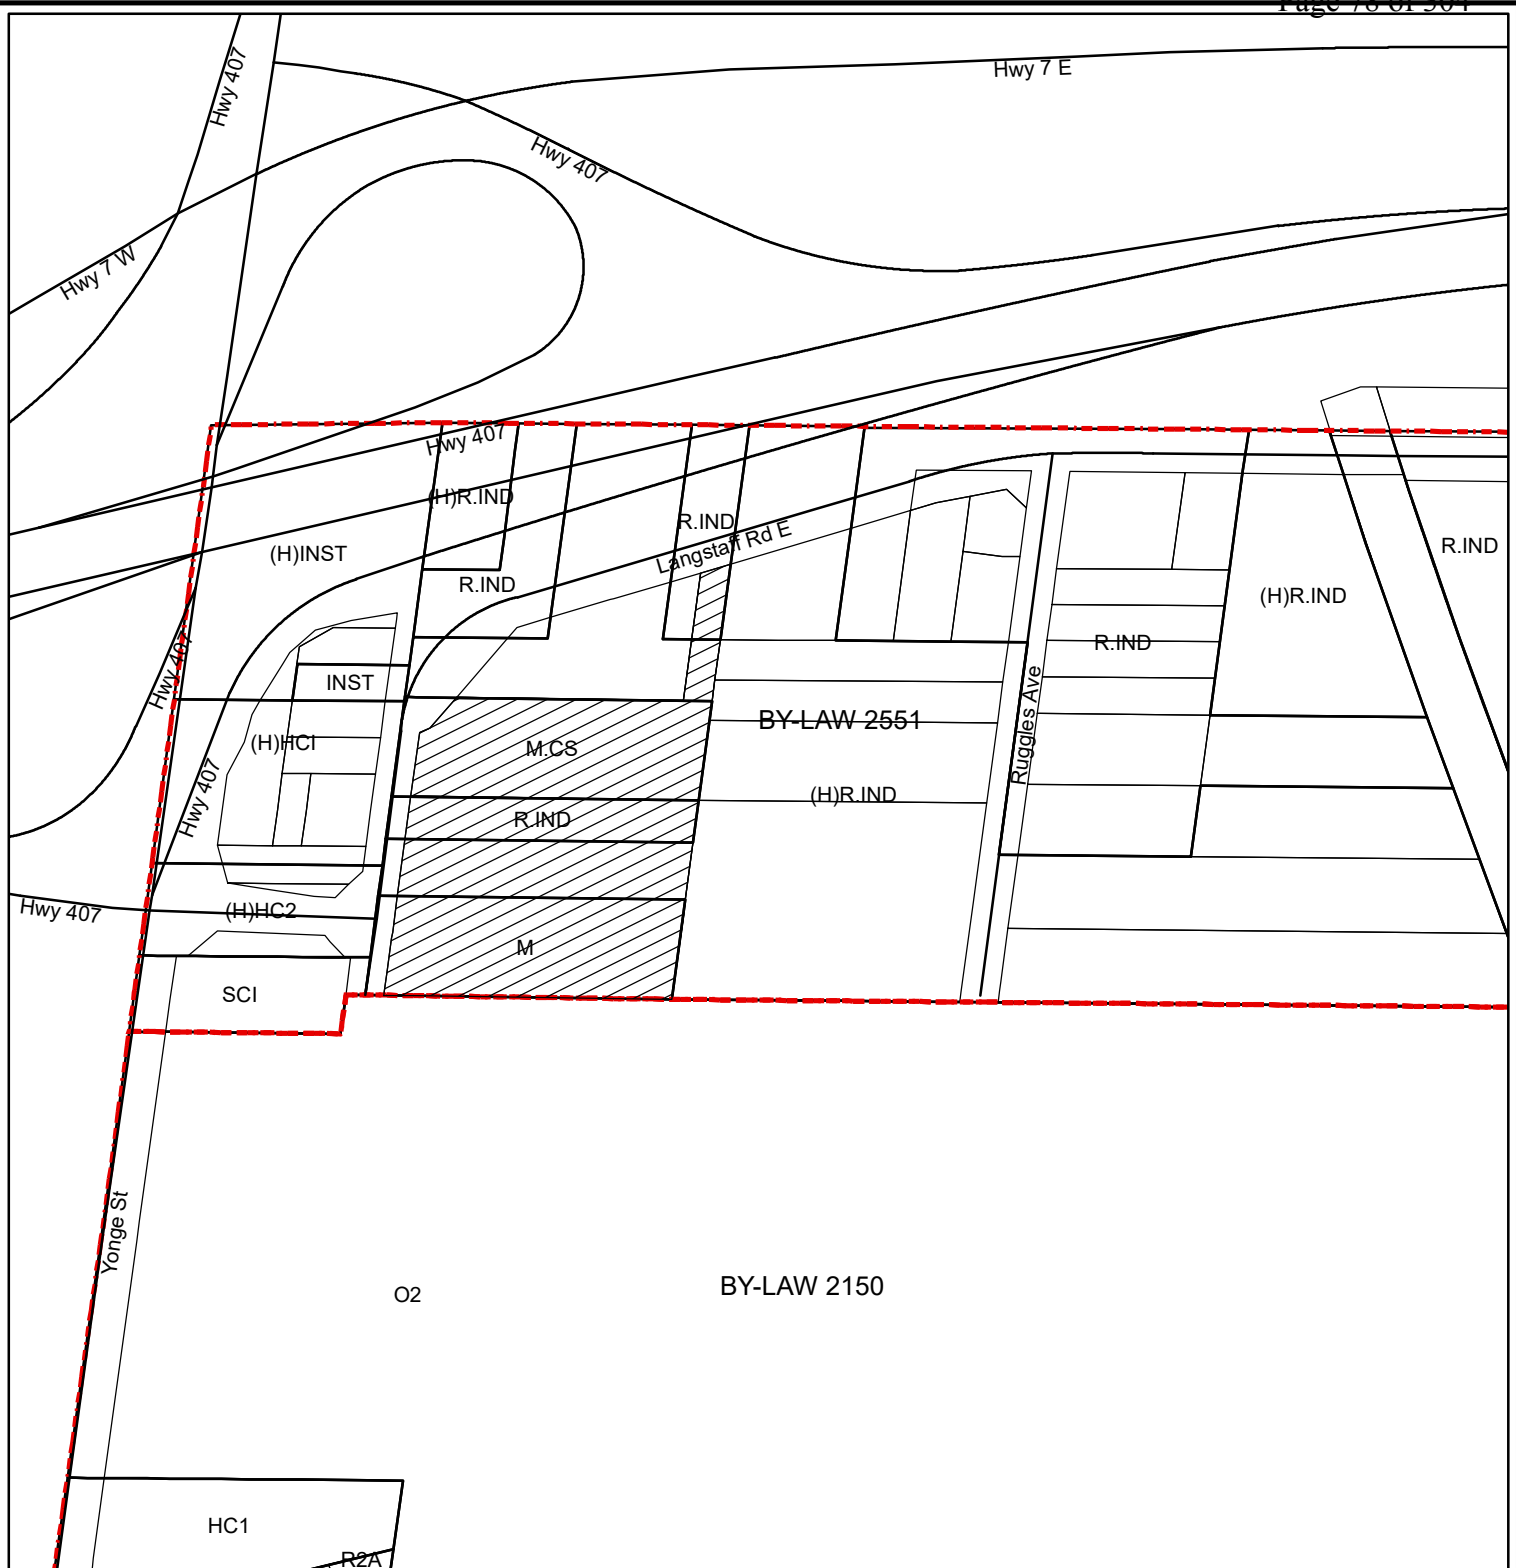 Hwy 407
Hwy 7 E
Hwy 407
Hwy 7 W
Hwy 407
(H)R.IND
R.IND
Langstaff Rd E
R.IND
(H)INST
R.IND
(H)R.IND
R.IND
Hwy 407
INST
Ruggles Ave
BY-LAW 2551
(H)HCI
M.CS
Hwy 407
(H)R.IND
R.IND
Hwy 407
(H)HC2
M
SCI
Yonge St
O2
BY-LAW 2150
HC1
R2A